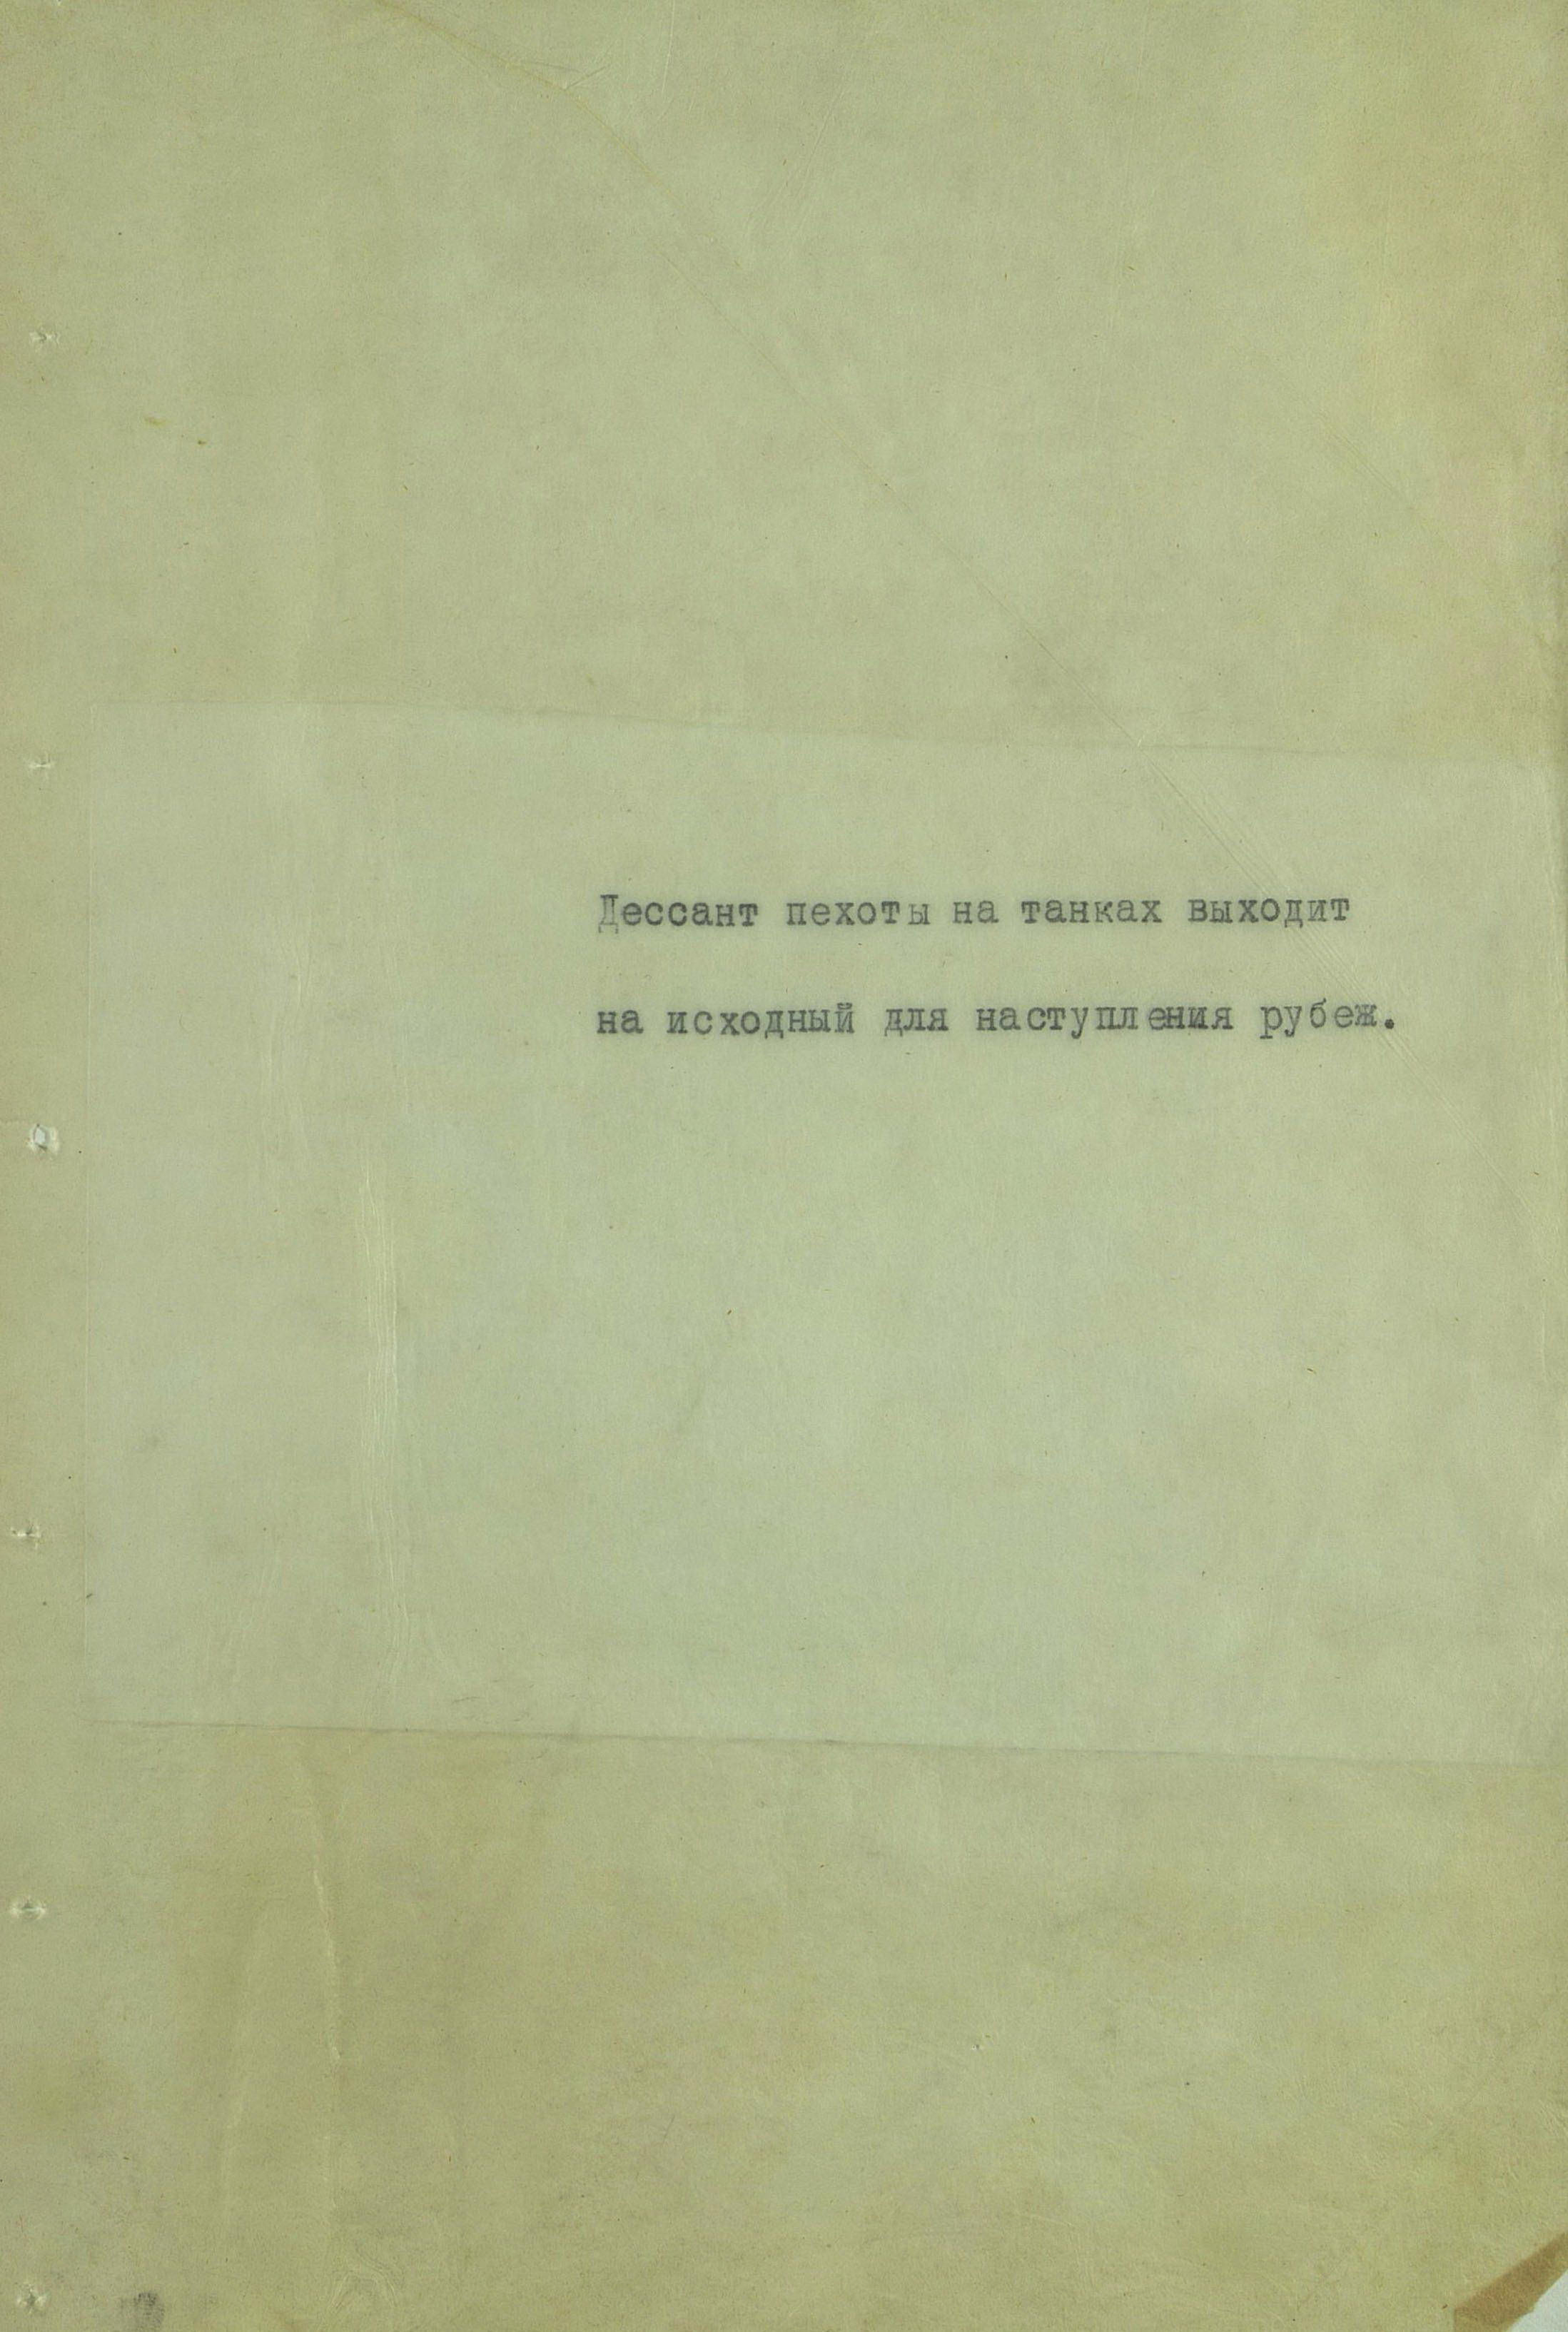 Дессант пехоты на танках выходит
на исходный для наступления рубеж.